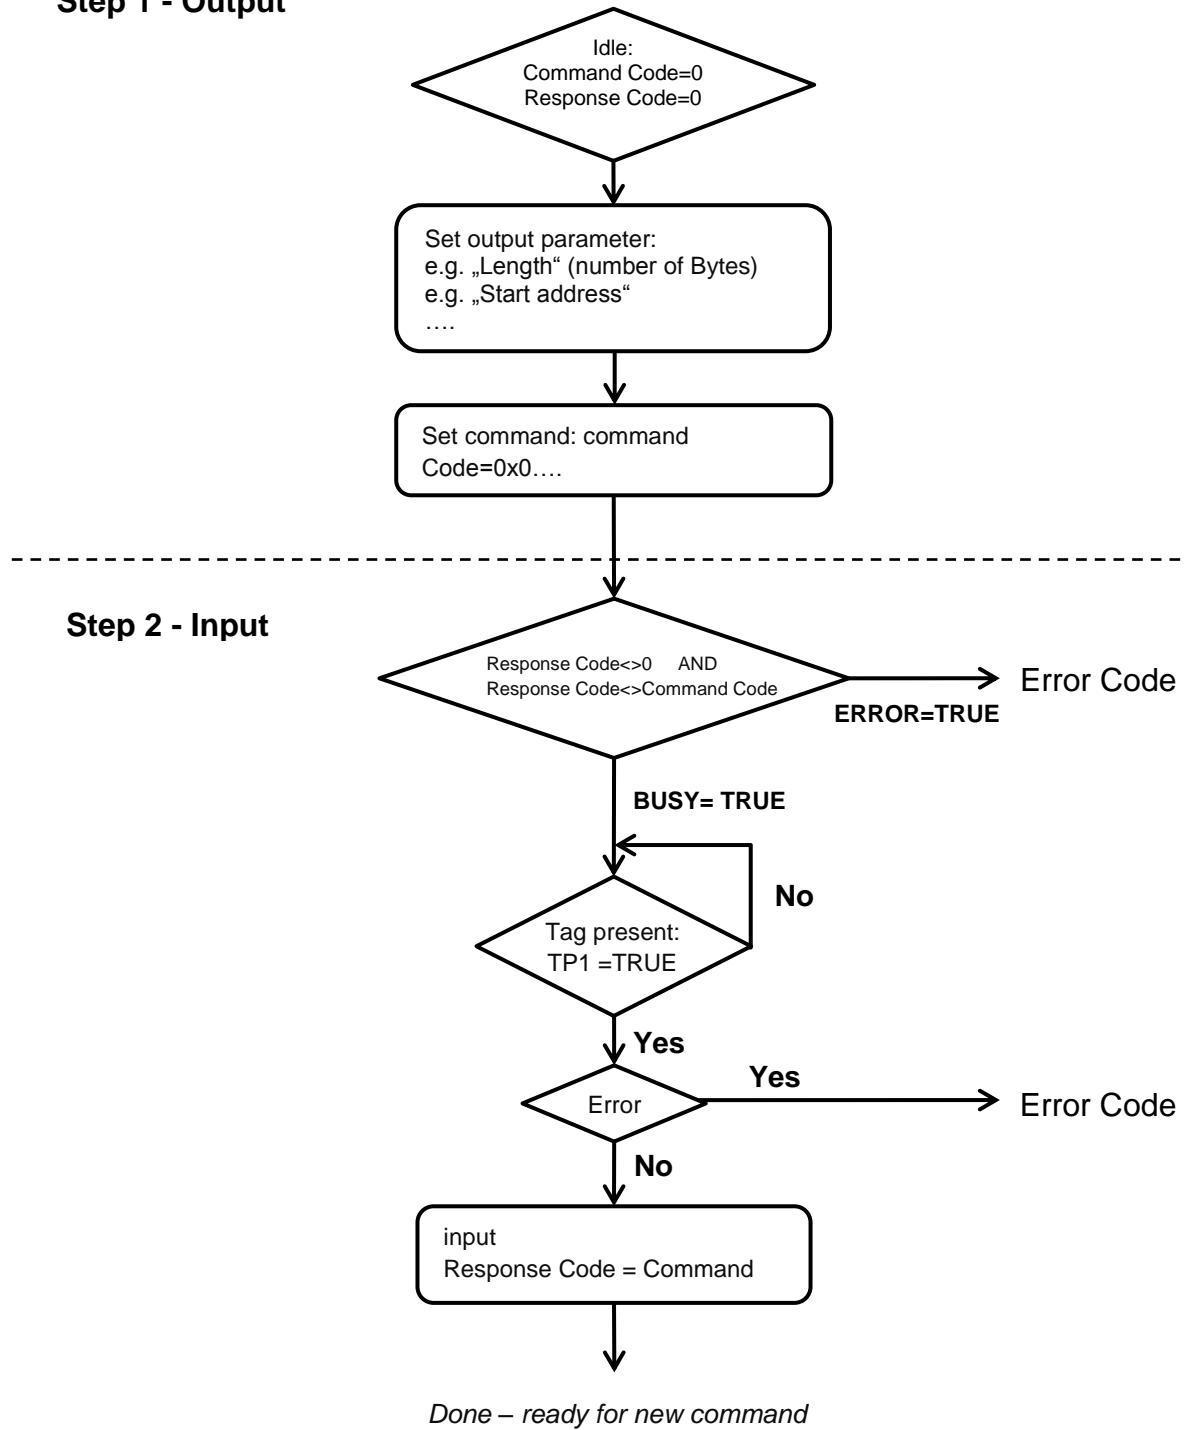 Step 1 - Output
Idle:
Command Code=0
Response Code=0
Set output parameter:
e.g. „Length“ (number of Bytes)
e.g. „Start address“
….
Set command: command
Code=0x0….
Step 2 - Input
Response Code<>0 AND
Response Code<>Command Code
Error Code
ERROR=TRUE
BUSY= TRUE
No
Tag present:
TP1 =TRUE
Yes
Yes
Error
Error Code
No
input
Response Code = Command
Done – ready for new command